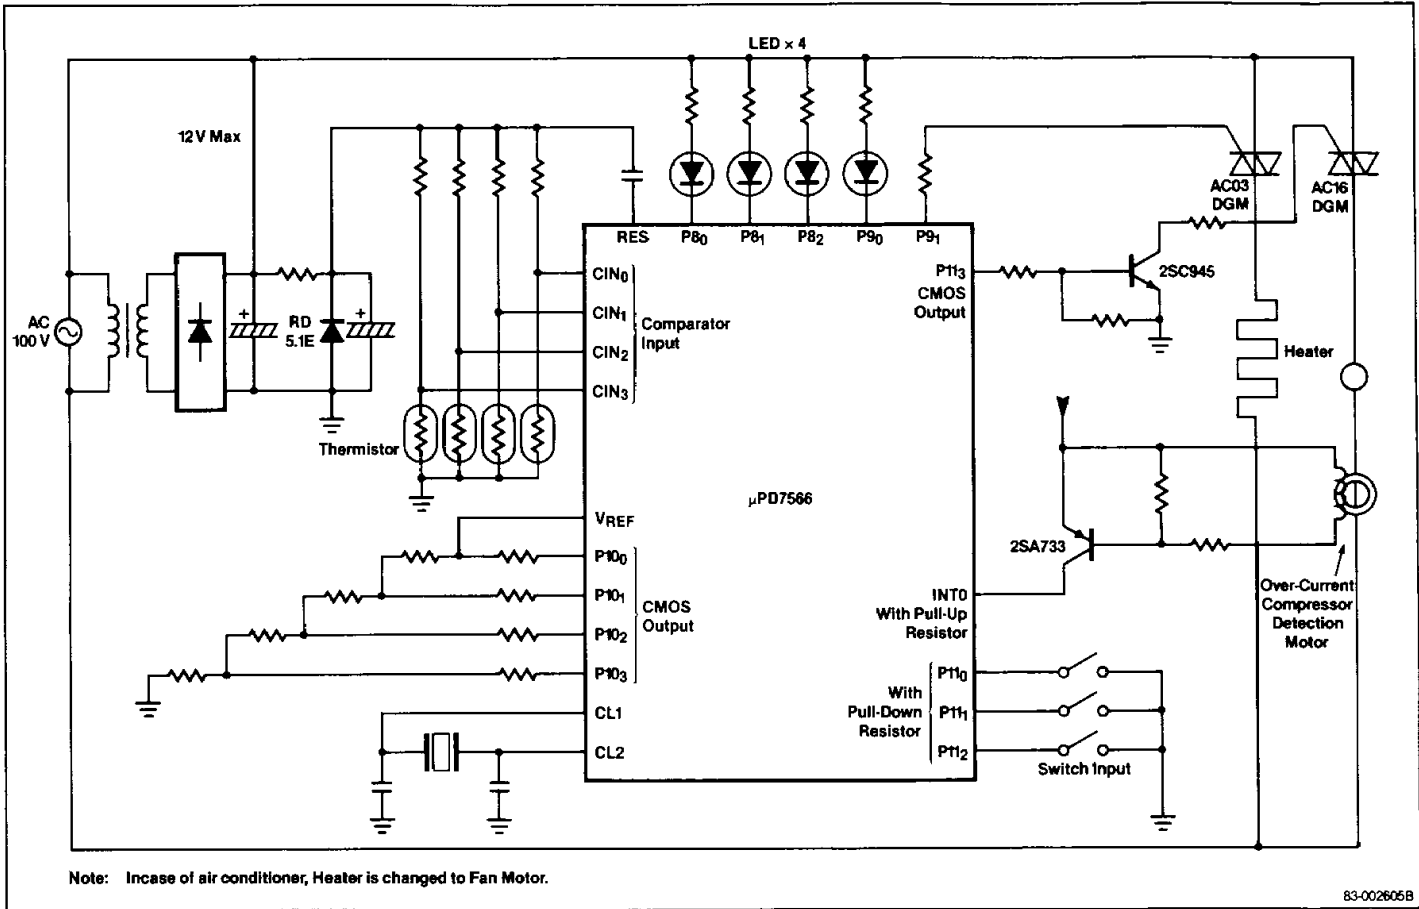 LED × 4
12V Max
AC03
DGM
AC16
DGM
RES
P8₀
P8₁
P8₂
P9₀
P9₁
AC
100 V
+
RD
5.1E
+
CIN₀
CIN₁
CIN₂
CIN₃
Comparator
Input
P11₃
CMOS
Output
2SC945
Heater
Thermistor
μPD7566
VREF
P10₀
P10₁
P10₂
P10₃
CMOS
Output
CL1
CL2
2SA733
INT0
With Pull-Up
Resistor
Over-Current
Compressor
Detection
Motor
P11₀
P11₁
P11₂
With
Pull-Down
Resistor
Switch Input
Note: Incase of air conditioner, Heater is changed to Fan Motor.
83-002605B